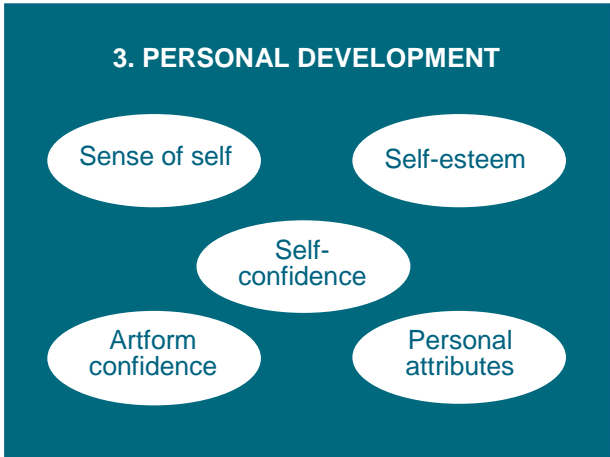 3. PERSONAL DEVELOPMENT
Sense of self
Self-esteem
Self-
confidence
Artform
confidence
Personal
attributes